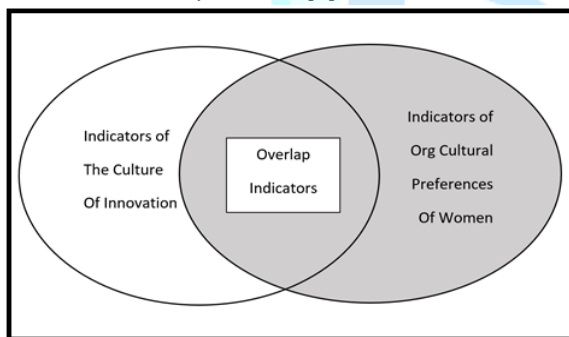 Indicators of
The Culture
Of Innovation
Overlap
Indicators
Indicators of
Org Cultural
Preferences
Of Women